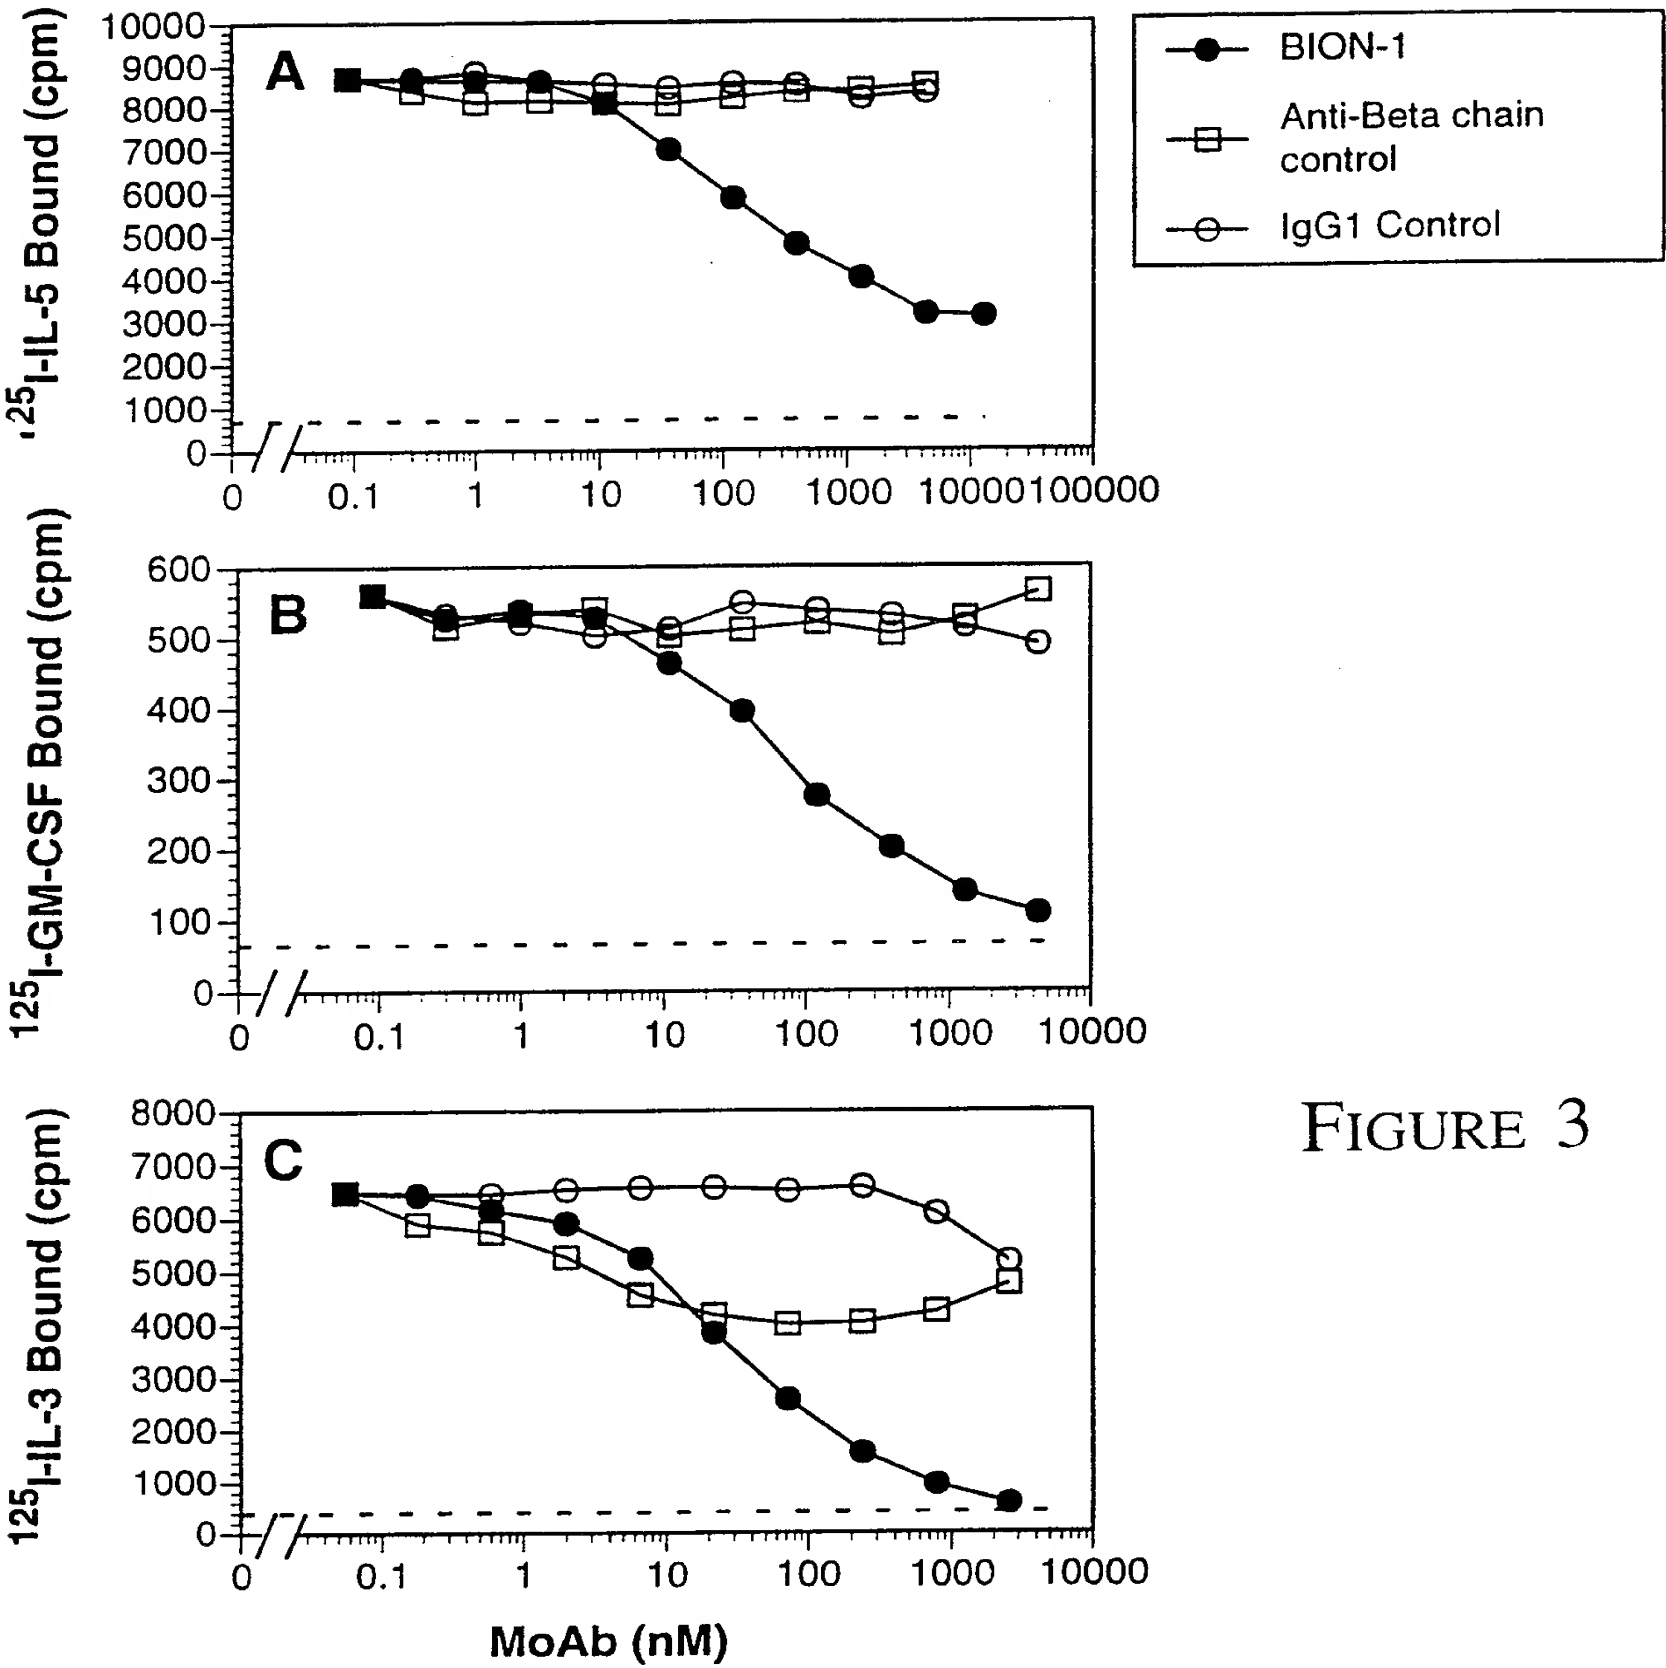 BION-1
Anti-Beta chain
control
IgG1 Control
A
¹²⁵I-IL-5 Bound (cpm)
10000
9000
8000
7000
6000
5000
4000
3000
2000
1000
0
0 0.1 1 10 100 1000 10000 100000
B
¹²⁵I-GM-CSF Bound (cpm)
600
500
400
300
200
100
0
0 0.1 1 10 100 1000 10000
C
¹²⁵I-IL-3 Bound (cpm)
8000
7000
6000
5000
4000
3000
2000
1000
0
0 0.1 1 10 100 1000 10000
MoAb (nM)
FIGURE 3